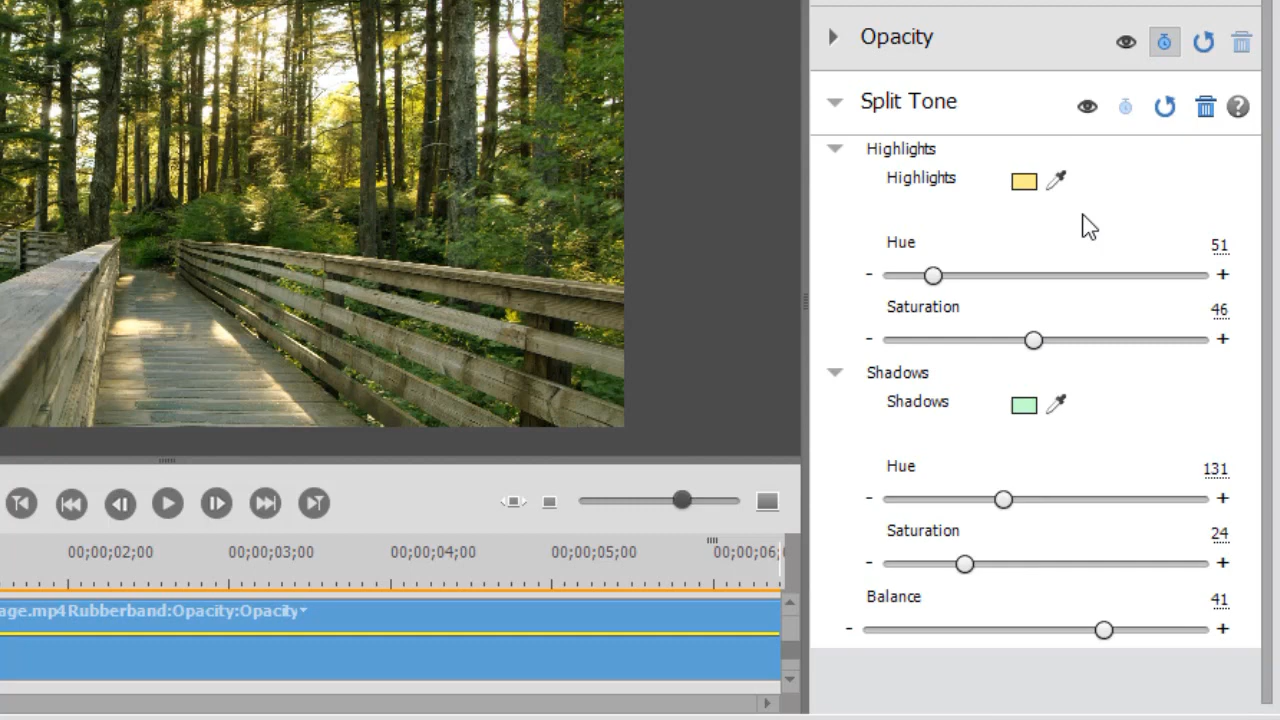 Opacity
Split Tone
Highlights
Highlights
Hue
51
- +
Saturation
46
- +
Shadows
Shadows
Hue
131
- +
Saturation
24
- +
Balance
41
- +
00;00;02;00 00;00;03;00 00;00;04;00 00;00;05;00 00;00;06;
age.mp4 Rubberband:Opacity:Opacity